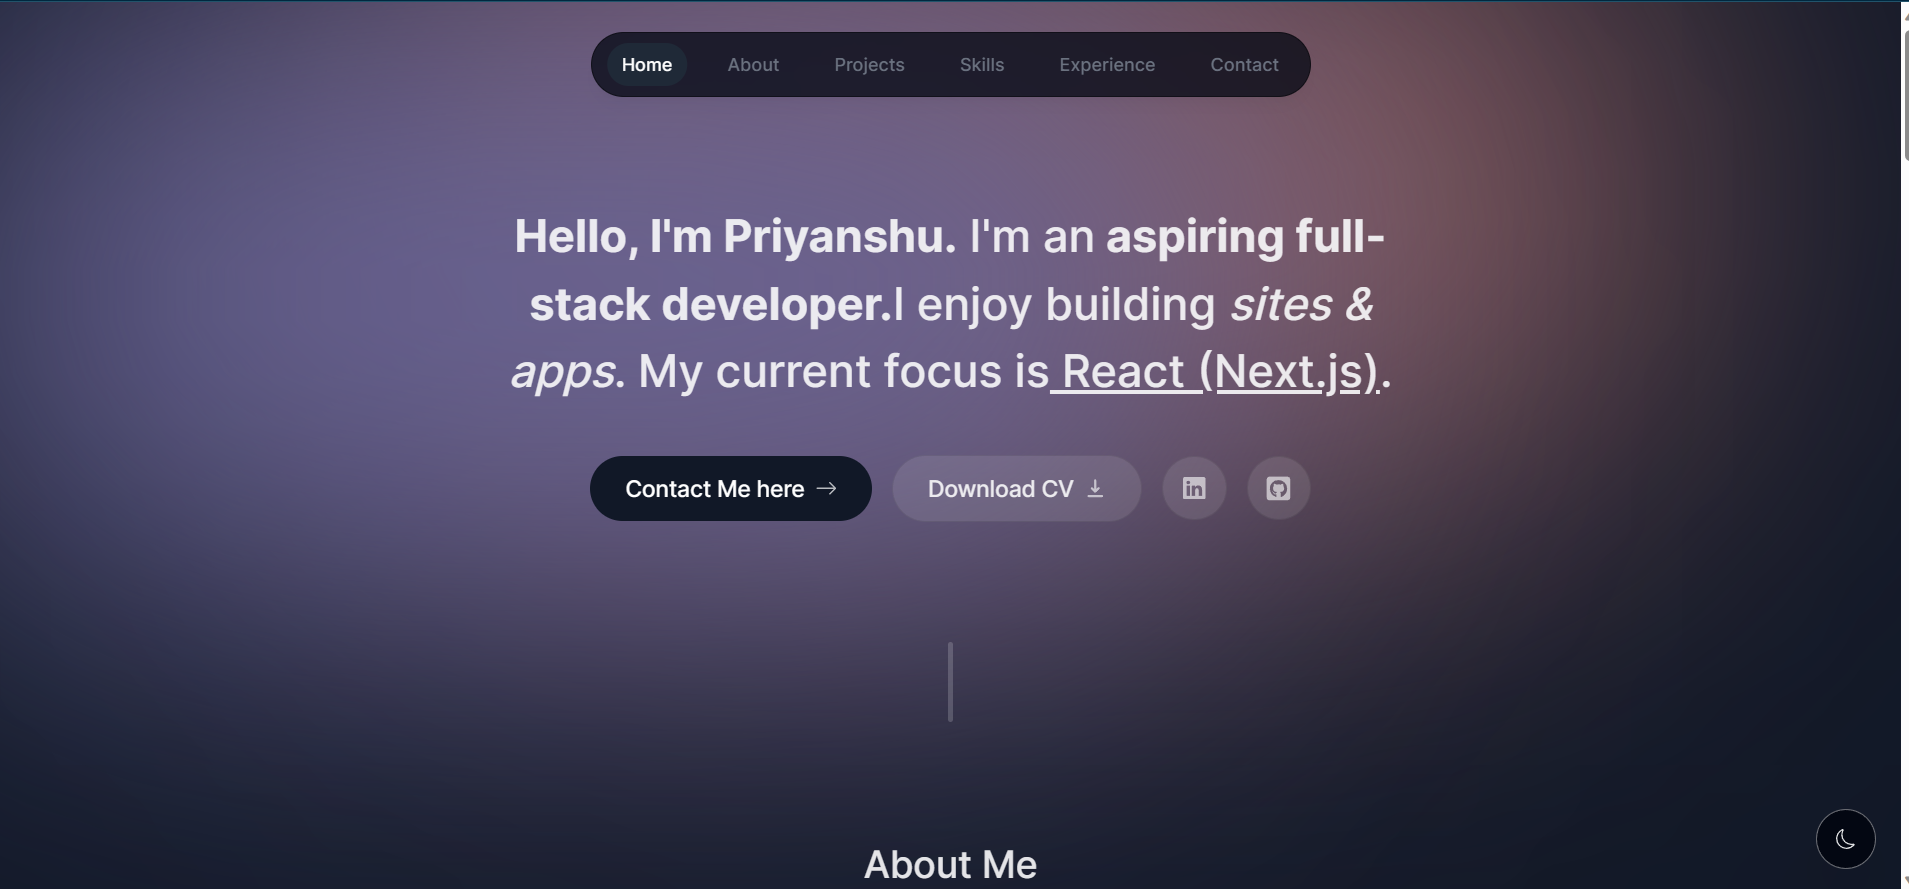 Home About Projects Skills Experience Contact
Hello, I'm Priyanshu. I'm an aspiring full-
stack developer.I enjoy building sites &
apps. My current focus is React (Next.js).
Contact Me here → Download CV in
About Me